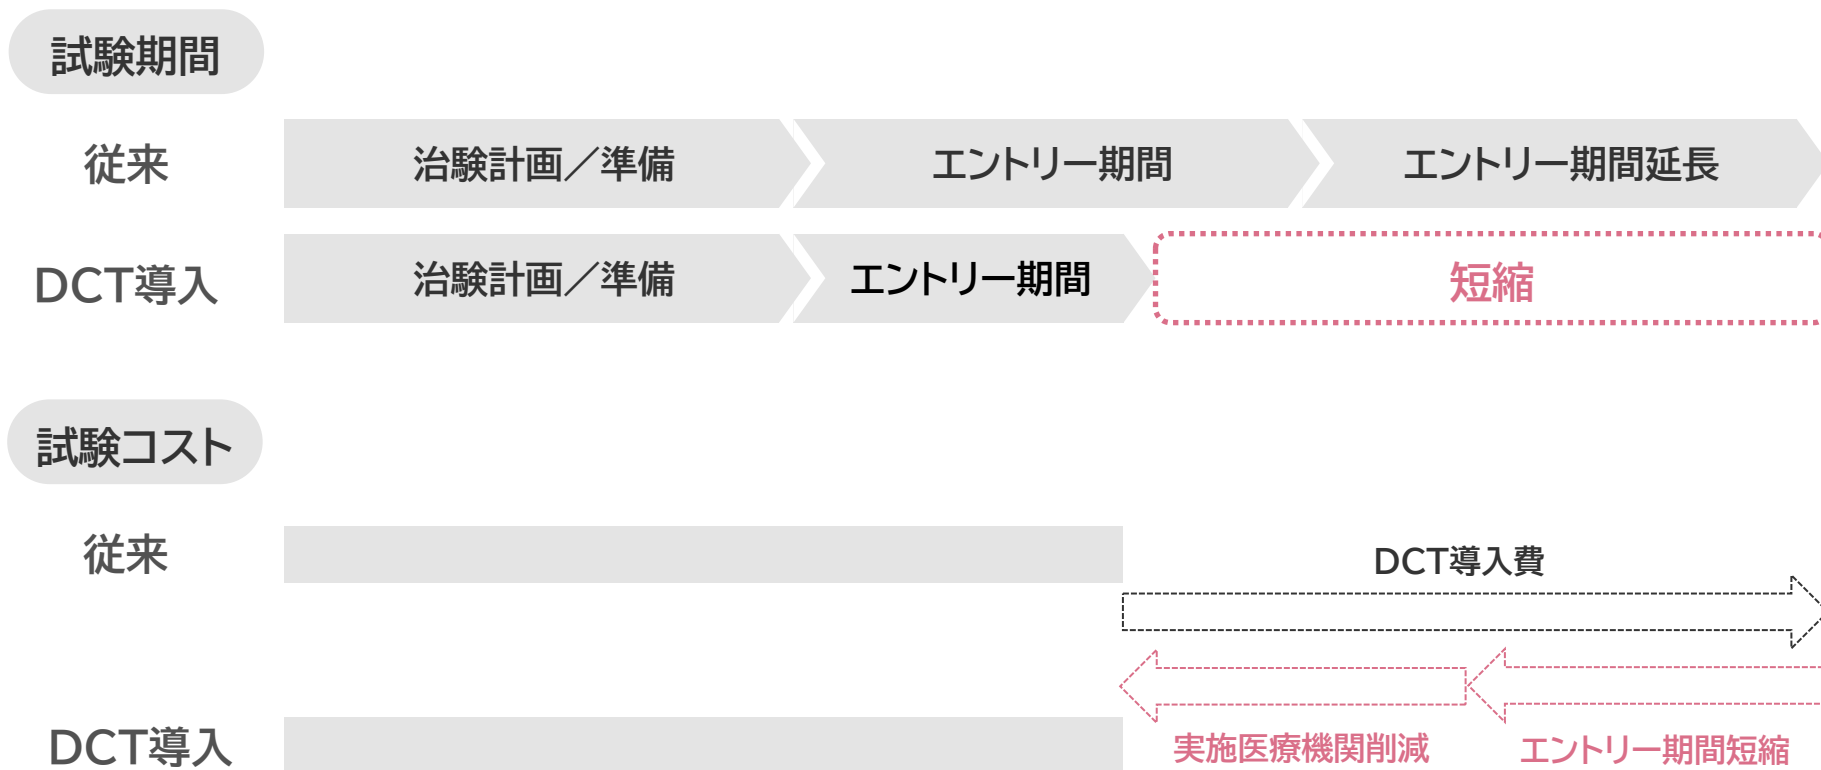 試験期間
従来
治験計画／準備
エントリー期間
エントリー期間延長
DCT導入
治験計画／準備
エントリー期間
短縮
試験コスト
従来
DCT導入費
DCT導入
実施医療機関削減
エントリー期間短縮